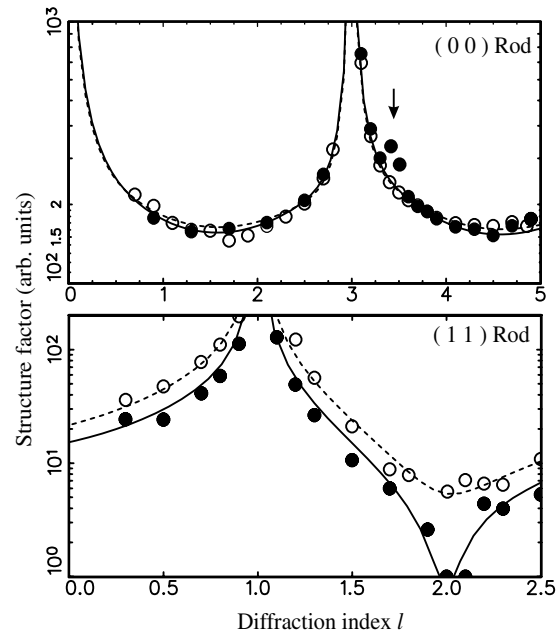 10³
( 0 0 ) Rod
2
1.5
10²
0 1 2 3 4 5
Structure factor (arb. units)
( 1 1 ) Rod
10²
10¹
10⁰
0.0 0.5 1.0 1.5 2.0 2.5
Diffraction index l